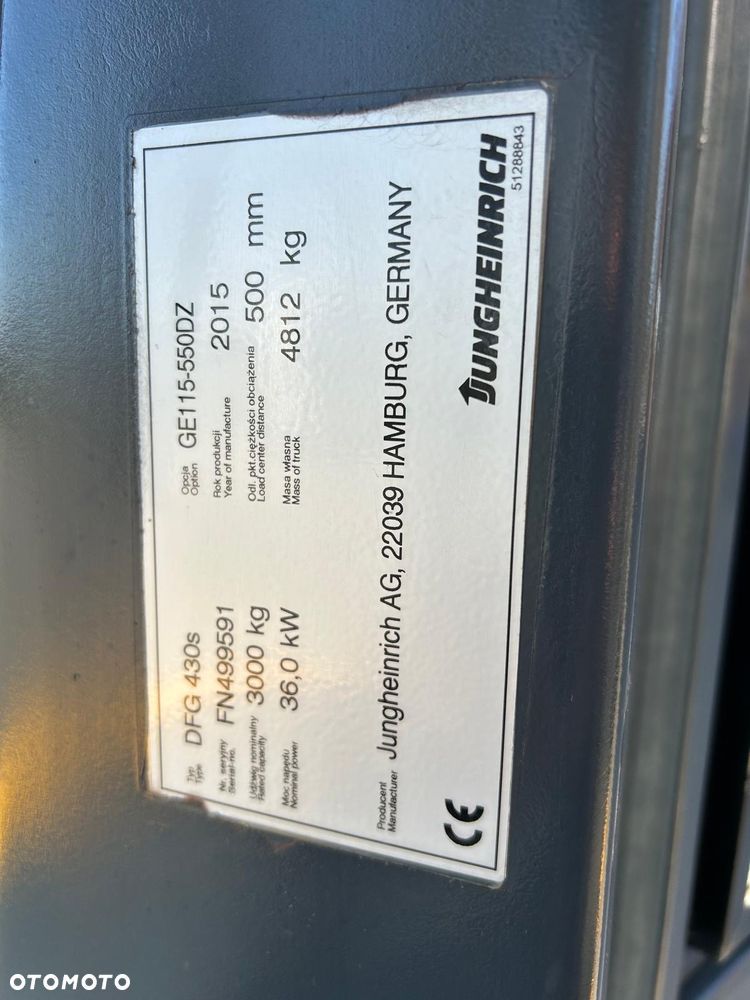 Typ DFG 430s Opcja GE115-550DZ
Type Option
Nr. seryjny FN499591 Rok produkcji 2015
Serial-no. Year of manufacture
Udźwig nominalny 3000 kg Odl. pkt.ciężkości obciążenia 500 mm
Rated capacity Load center distance
Moc napędu 36,0 kW Masa własna 4812 kg
Nominal power Mass of truck
Producent Jungheinrich AG, 22039 HAMBURG, GERMANY
Manufacturer
CE JUNGHEINRICH
51288843
OTOMOTO